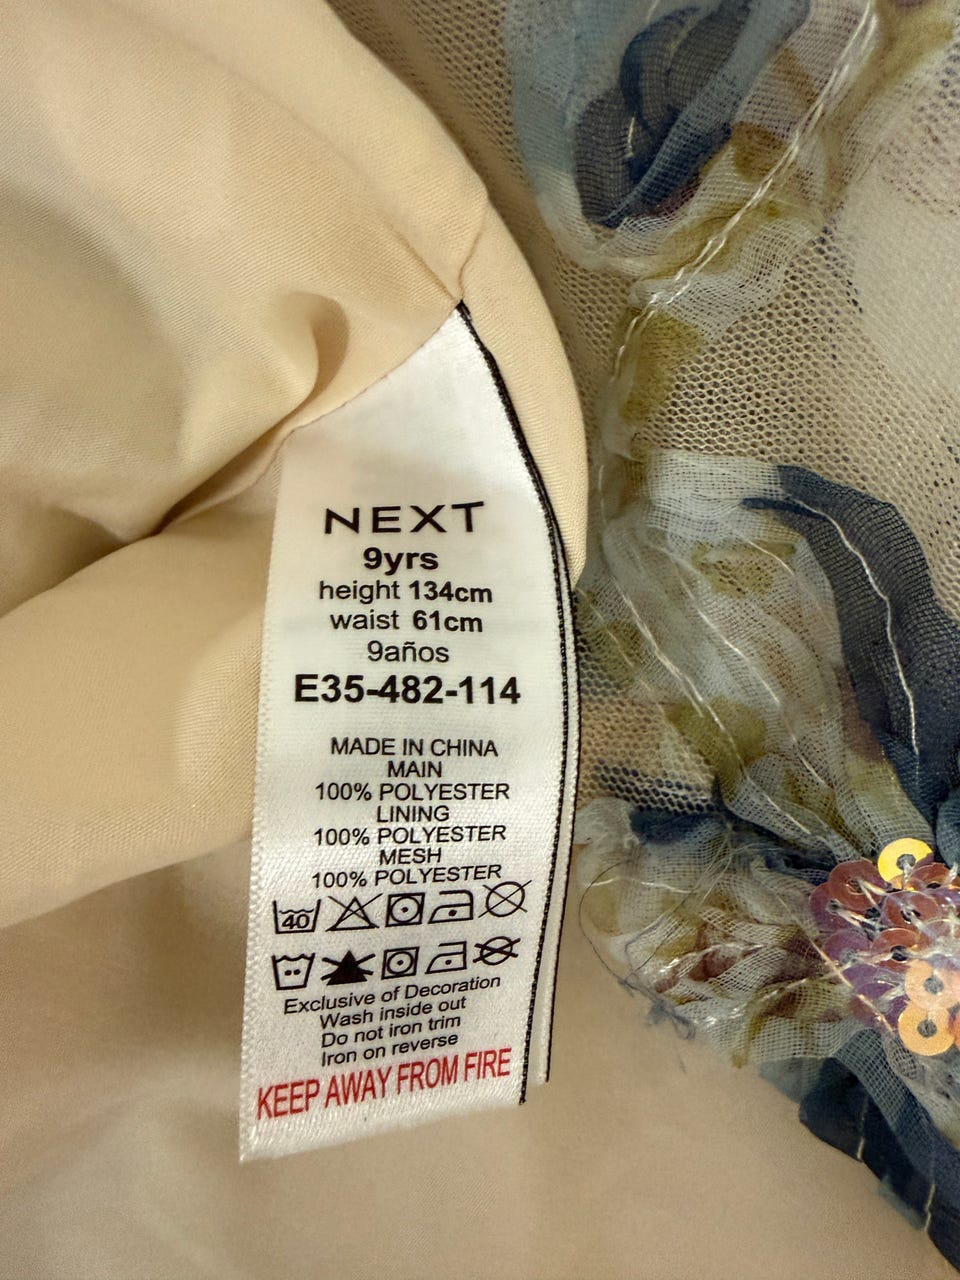 NEXT
9yrs
height 134cm
waist 61cm
9años
E35-482-114
MADE IN CHINA
MAIN
100% POLYESTER
LINING
100% POLYESTER
MESH
100% POLYESTER
40
Exclusive of Decoration
Wash inside out
Do not iron trim
Iron on reverse
KEEP AWAY FROM FIRE